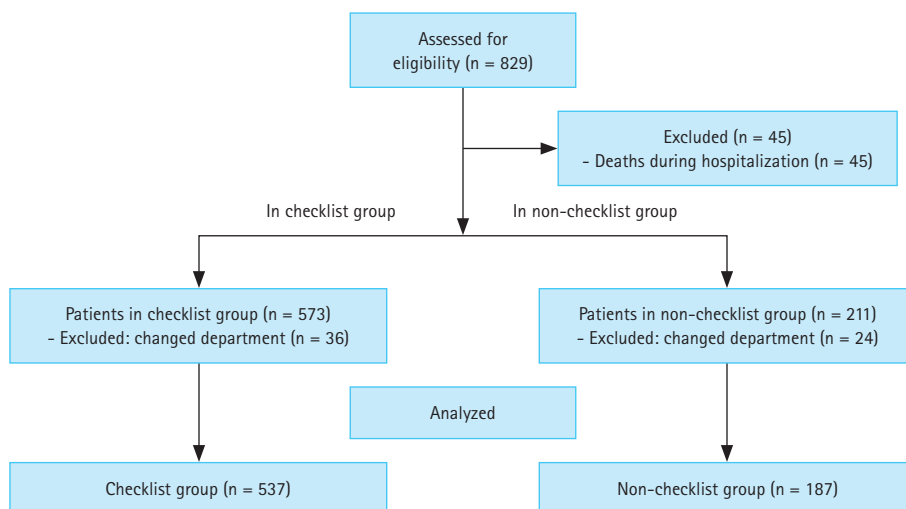 Assessed for
eligibility (n = 829)
Excluded (n = 45)
- Deaths during hospitalization (n = 45)
In checklist group
In non-checklist group
Patients in checklist group (n = 573)
- Excluded: changed department (n = 36)
Patients in non-checklist group (n = 211)
- Excluded: changed department (n = 24)
Analyzed
Checklist group (n = 537)
Non-checklist group (n = 187)